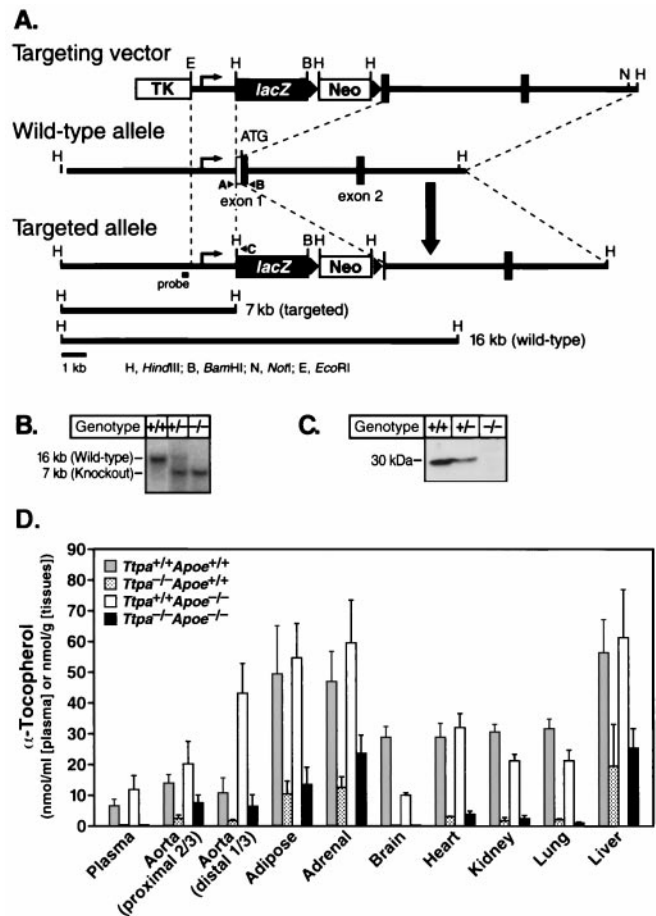 A.
Targeting vector
E H B H N H
TK lacZ Neo
Wild-type allele
ATG
H H
A B
exon 1 exon 2
Targeted allele
H H C B H H H
lacZ Neo
probe
H H 7 kb (targeted)
H H 16 kb (wild-type)
1 kb
H, HindIII; B, BamHI; N, NotI; E, EcoRI
B.
Genotype +/+ +/− −/−
16 kb (Wild-type)
7 kb (Knockout)
C.
Genotype +/+ +/− −/−
30 kDa
D.
α-Tocopherol
(nmol/ml [plasma] or nmol/g [tissues])
90
80
70
60
50
40
30
20
10
0
Ttpa+/+Apoe+/+
Ttpa−/−Apoe+/+
Ttpa+/+Apoe−/−
Ttpa−/−Apoe−/−
Plasma
Aorta
(proximal 2/3)
Aorta
(distal 1/3)
Adipose
Adrenal
Brain
Heart
Kidney
Lung
Liver